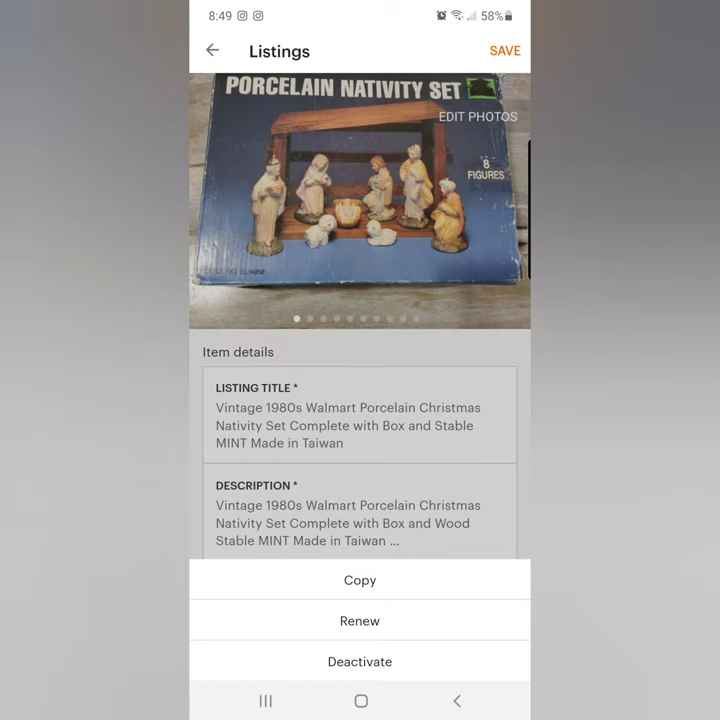 8:49
58%
Listings
SAVE
PORCELAIN NATIVITY SET
EDIT PHOTOS
8
FIGURES
Item details
LISTING TITLE *
Vintage 1980s Walmart Porcelain Christmas
Nativity Set Complete with Box and Stable
MINT Made in Taiwan
DESCRIPTION *
Vintage 1980s Walmart Porcelain Christmas
Nativity Set Complete with Box and Wood
Stable MINT Made in Taiwan ...
Copy
Renew
Deactivate